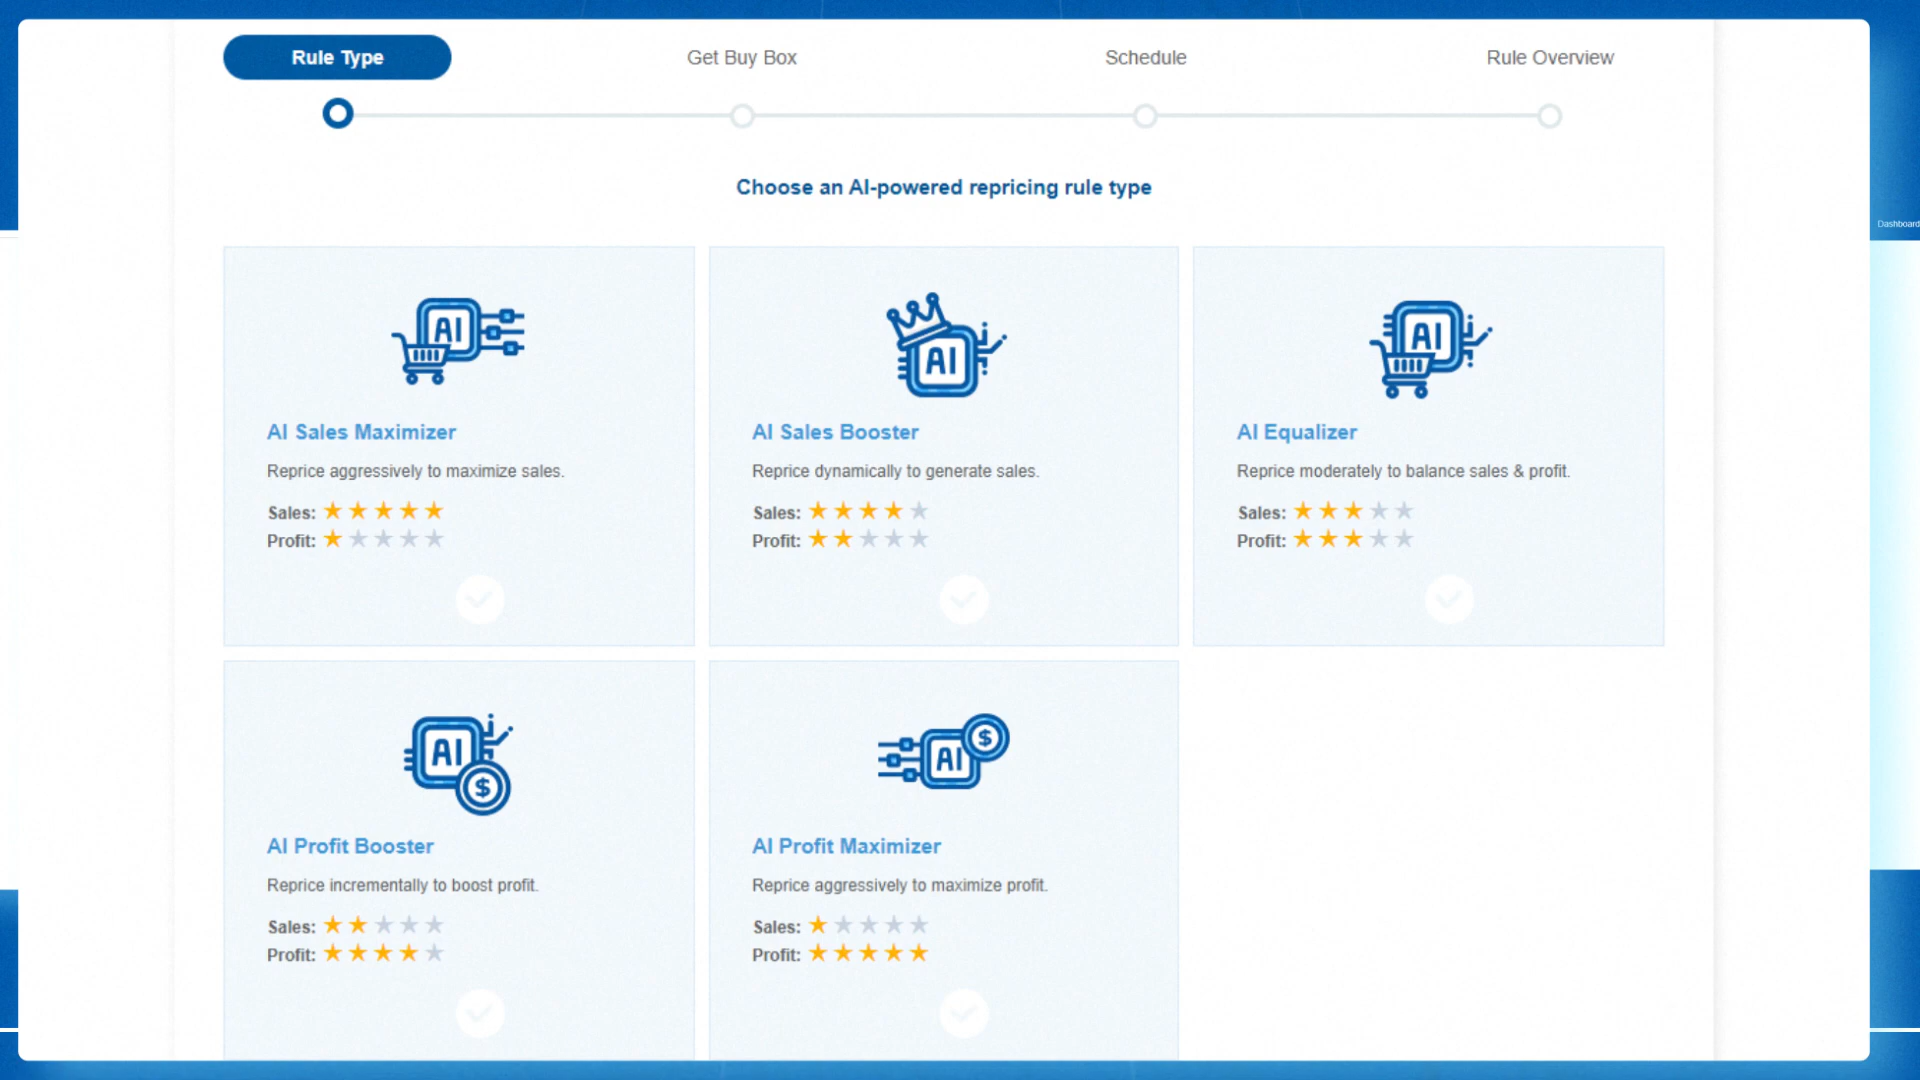 Rule Type
Get Buy Box
Schedule
Rule Overview
Dashboard
Choose an AI-powered repricing rule type
AI
AI
AI
AI Sales Maximizer
Reprice aggressively to maximize sales.
Sales:
Profit:
AI Sales Booster
Reprice dynamically to generate sales.
Sales:
Profit:
AI Equalizer
Reprice moderately to balance sales & profit.
Sales:
Profit:
AI
$
AI
$
AI Profit Booster
Reprice incrementally to boost profit.
Sales:
Profit:
AI Profit Maximizer
Reprice aggressively to maximize profit.
Sales:
Profit: